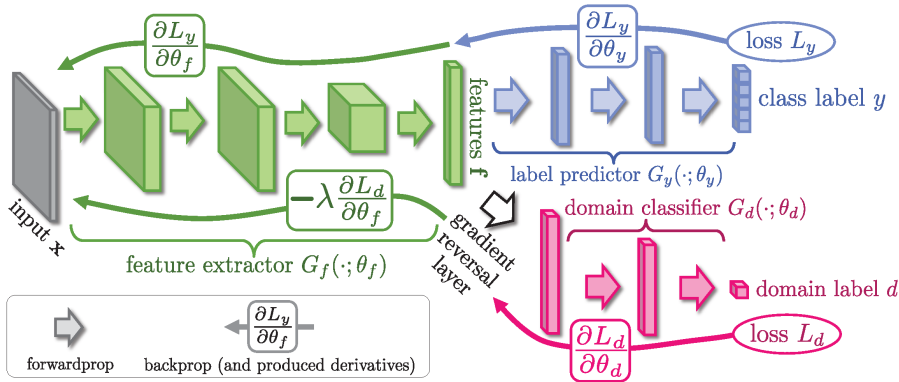 ∂L_y/∂θ_f
∂L_y/∂θ_y
loss L_y
features f
class label y
label predictor G_y(·;θ_y)
input x
−λ ∂L_d/∂θ_f
feature extractor G_f(·;θ_f)
gradient
reversal
layer
domain classifier G_d(·;θ_d)
domain label d
∂L_d/∂θ_d
loss L_d
∂L_y/∂θ_f
forwardprop
backprop (and produced derivatives)